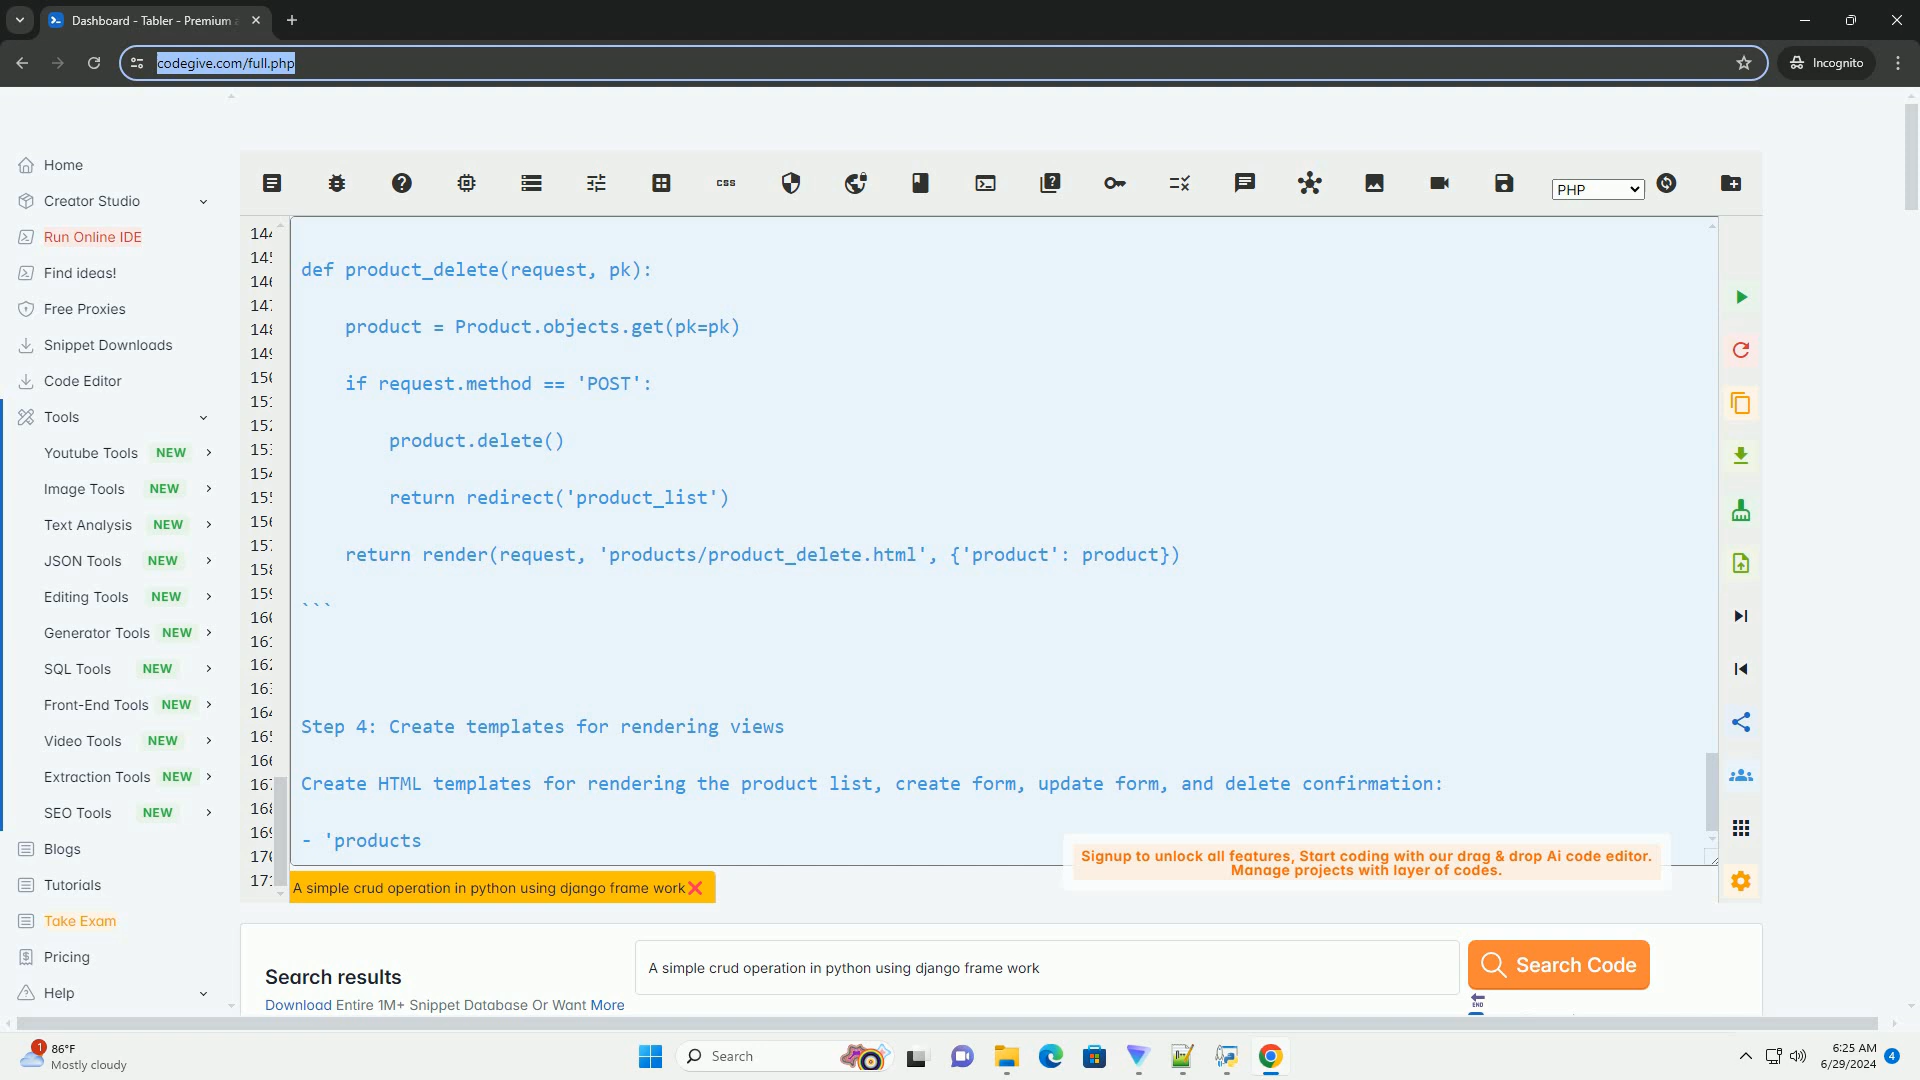 Dashboard - Tabler - Premium
codegive.com/full.php
Incognito
Home
Creator Studio
Run Online IDE
Find ideas!
Free Proxies
Snippet Downloads
Code Editor
Tools
Youtube Tools NEW
Image Tools NEW
Text Analysis NEW
JSON Tools NEW
Editing Tools NEW
Generator Tools NEW
SQL Tools NEW
Front-End Tools NEW
Video Tools NEW
Extraction Tools NEW
SEO Tools NEW
Blogs
Tutorials
Take Exam
Pricing
Help
css
PHP
def product_delete(request, pk):
product = Product.objects.get(pk=pk)
if request.method == 'POST':
product.delete()
return redirect('product_list')
return render(request, 'products/product_delete.html', {'product': product})
```
Step 4: Create templates for rendering views
Create HTML templates for rendering the product list, create form, update form, and delete confirmation:
- 'products
Signup to unlock all features, Start coding with our drag & drop Ai code editor.
Manage projects with layer of codes.
A simple crud operation in python using django frame work
Search results
Download Entire 1M+ Snippet Database Or Want More
A simple crud operation in python using django frame work
Search Code
END
1
86°F
Mostly cloudy
Search
6:25 AM
6/29/2024
4